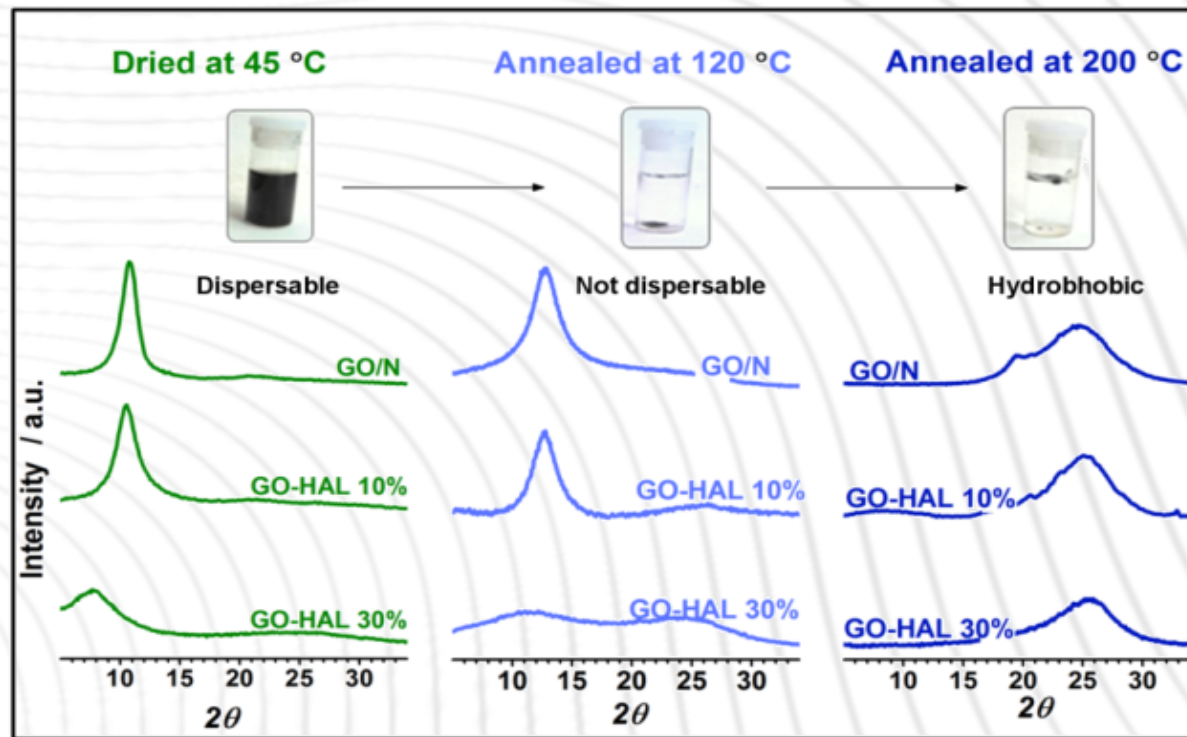 Dried at 45 °C
Annealed at 120 °C
Annealed at 200 °C
Dispersable
Not dispersable
Hydrobhobic
Intensity / a.u.
GO/N
GO-HAL 10%
GO-HAL 30%
10 15 20 25 30
2θ
GO/N
GO-HAL 10%
GO-HAL 30%
10 15 20 25 30
2θ
GO/N
GO-HAL 10%
GO-HAL 30%
10 15 20 25 30
2θ